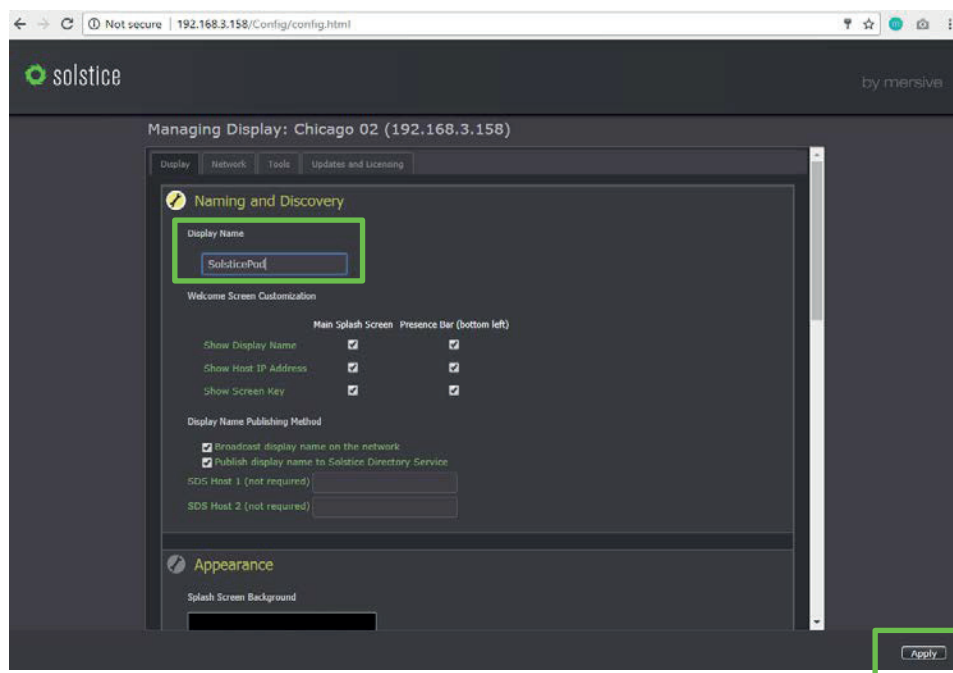 Not secure | 192.168.3.158/Config/config.html
solstice
by mersive
Managing Display: Chicago 02 (192.168.3.158)
Display Network Tools Updates and Licensing
Naming and Discovery
Display Name
SolsticePod
Welcome Screen Customization
Main Splash Screen Presence Bar (bottom left)
Show Display Name
Show Host IP Address
Show Screen Key
Display Name Publishing Method
Broadcast display name on the network
Publish display name to Solstice Directory Service
SDS Host 1 (not required)
SDS Host 2 (not required)
Appearance
Splash Screen Background
Apply